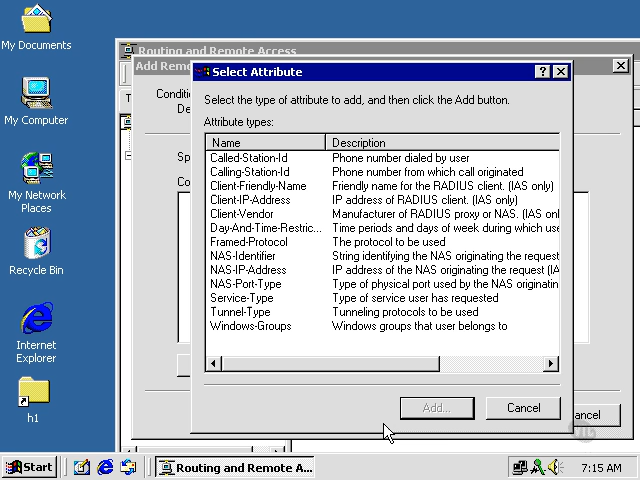 My Documents
My Computer
My Network
Places
Recycle Bin
Internet
Explorer
h1
Routing and Remote Access
Add Remo
Select Attribute
Select the type of attribute to add, and then click the Add button.
Attribute types:
Name Description
Called-Station-Id Phone number dialed by user
Calling-Station-Id Phone number from which call originated
Client-Friendly-Name Friendly name for the RADIUS client. (IAS only)
Client-IP-Address IP address of RADIUS client. (IAS only)
Client-Vendor Manufacturer of RADIUS proxy or NAS. (IAS onl
Day-And-Time-Restric... Time periods and days of week during which use
Framed-Protocol The protocol to be used
NAS-Identifier String identifying the NAS originating the request
NAS-IP-Address IP address of the NAS originating the request (IA
NAS-Port-Type Type of physical port used by the NAS originatin
Service-Type Type of service user has requested
Tunnel-Type Tunneling protocols to be used
Windows-Groups Windows groups that user belongs to
Add... Cancel
Conditi
De
Sp
Co
ancel
Start Routing and Remote A... 7:15 AM